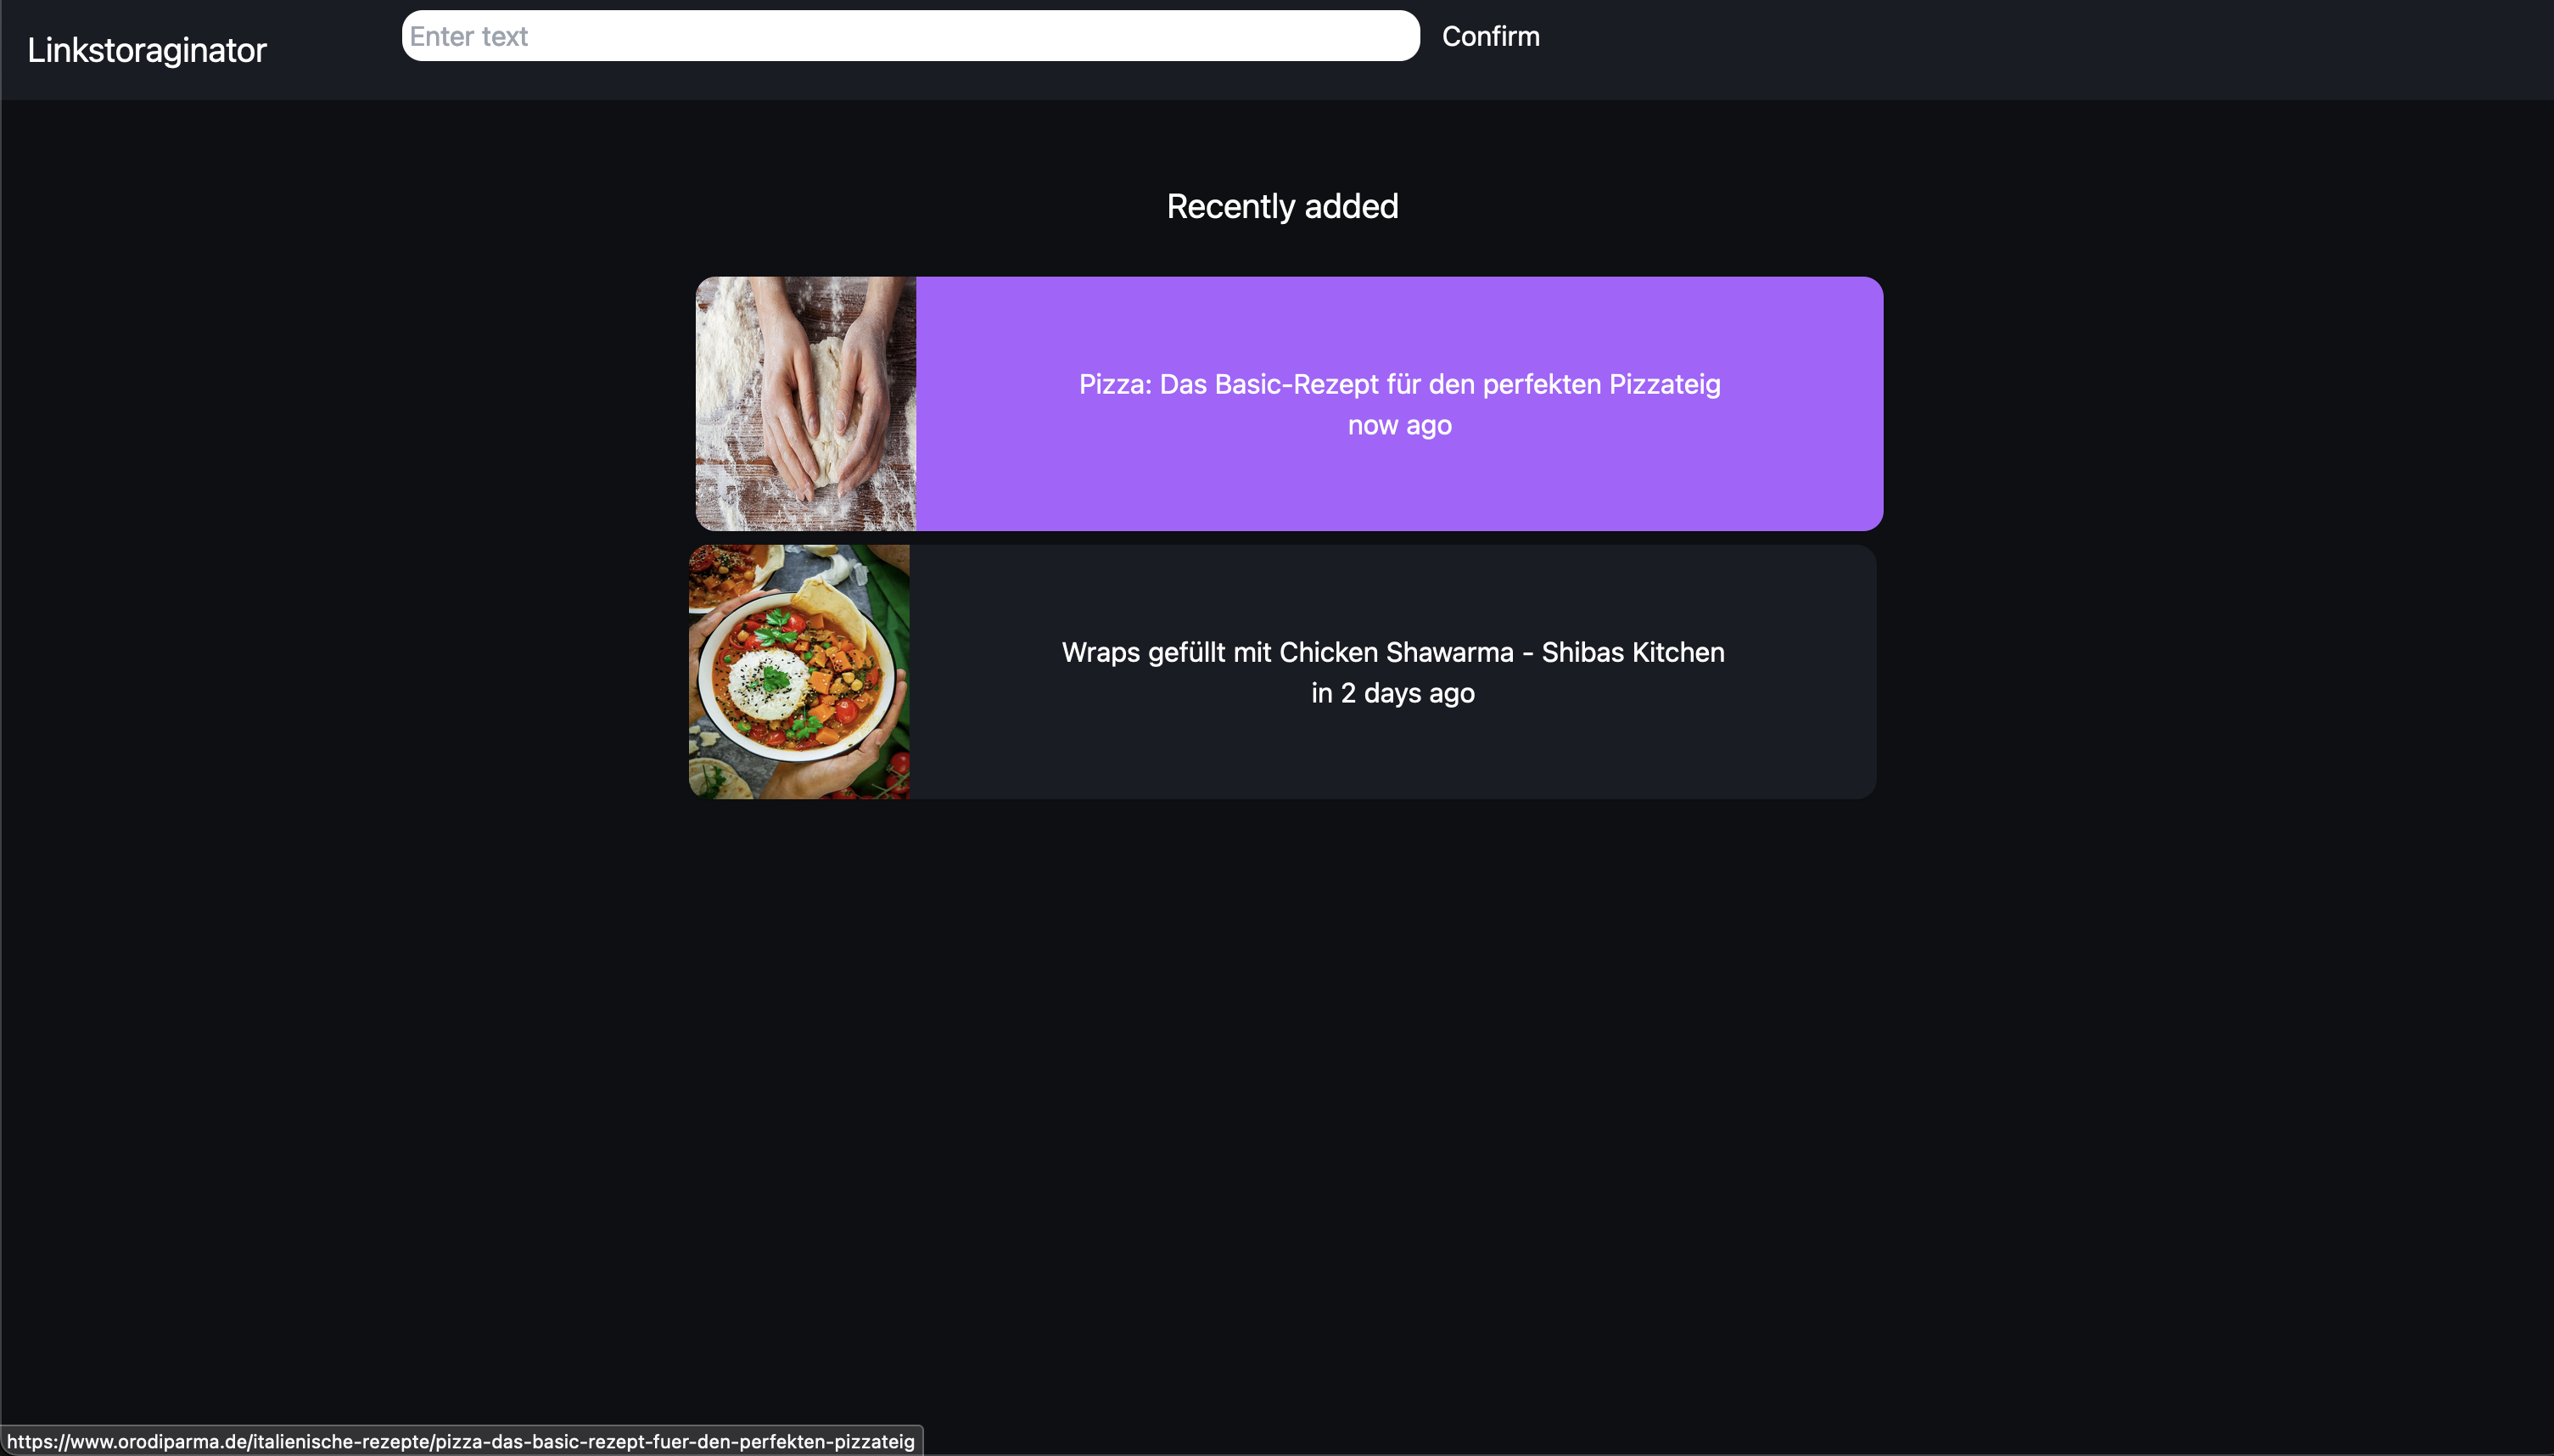 Linkstoraginator
Enter text
Confirm
Recently added
Pizza: Das Basic-Rezept für den perfekten Pizzateig
now ago
Wraps gefüllt mit Chicken Shawarma - Shibas Kitchen
in 2 days ago
https://www.orodiparma.de/italienische-rezepte/pizza-das-basic-rezept-fuer-den-perfekten-pizzateig